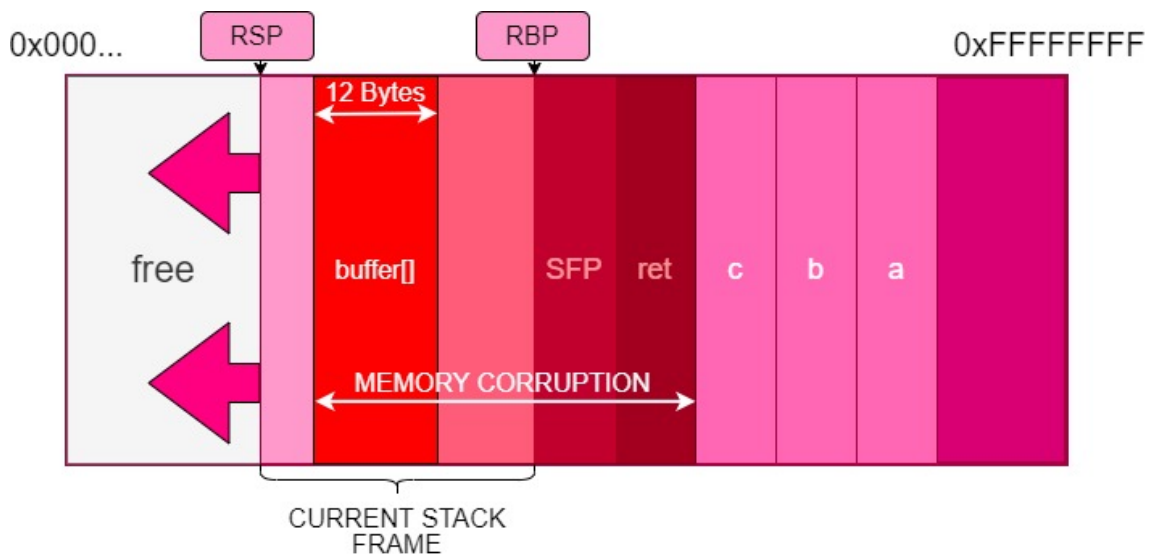 RSP
RBP
0x000...
0xFFFFFFFF
12 Bytes
free
buffer[]
SFP
ret
c
b
a
MEMORY CORRUPTION
CURRENT STACK
FRAME